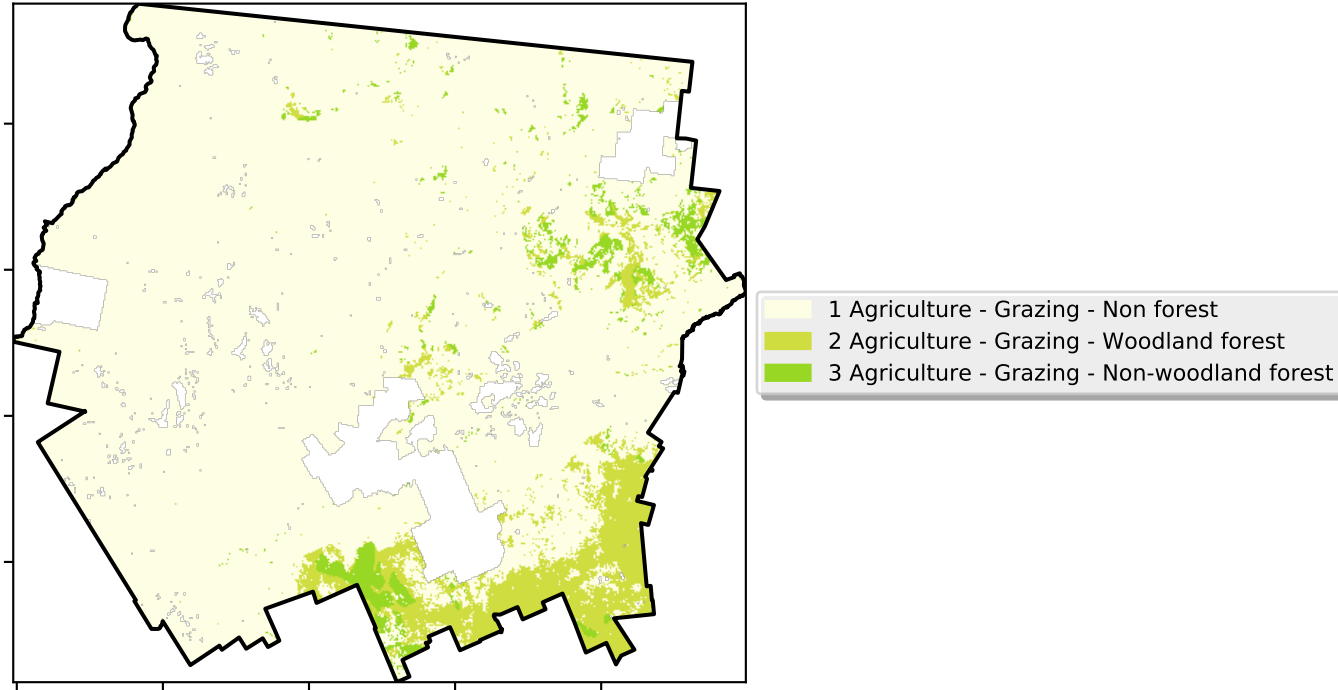 1 Agriculture - Grazing - Non forest
2 Agriculture - Grazing - Woodland forest
3 Agriculture - Grazing - Non-woodland forest